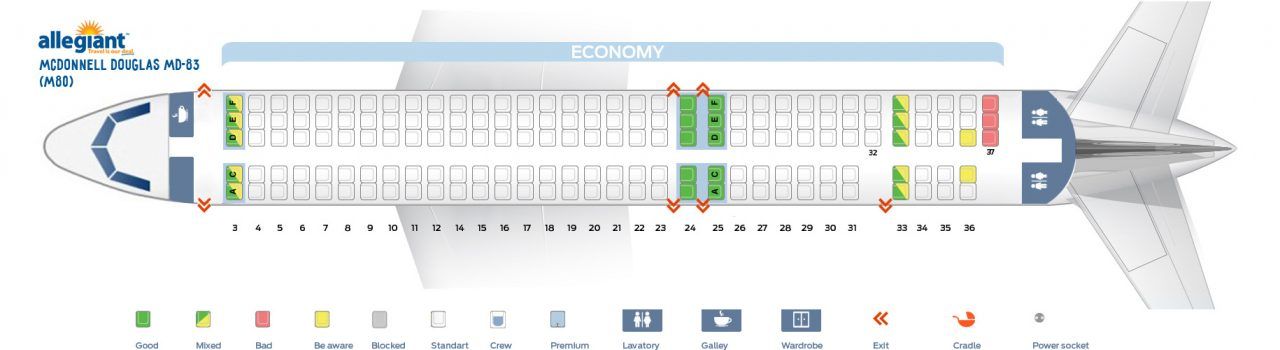 allegiant™
Travel is our deal.
MCDONNELL DOUGLAS MD-83
(M80)
ECONOMY
F F
E E
D D
32 37
C C
A A
3 4 5 6 7 8 9 10 11 12 14 15 16 17 18 19 20 21 22 23 24 25 26 27 28 29 30 31 33 34 35 36
Good Mixed Bad Be aware Blocked Standart Crew Premium Lavatory Galley Wardrobe Exit Cradle Power socket